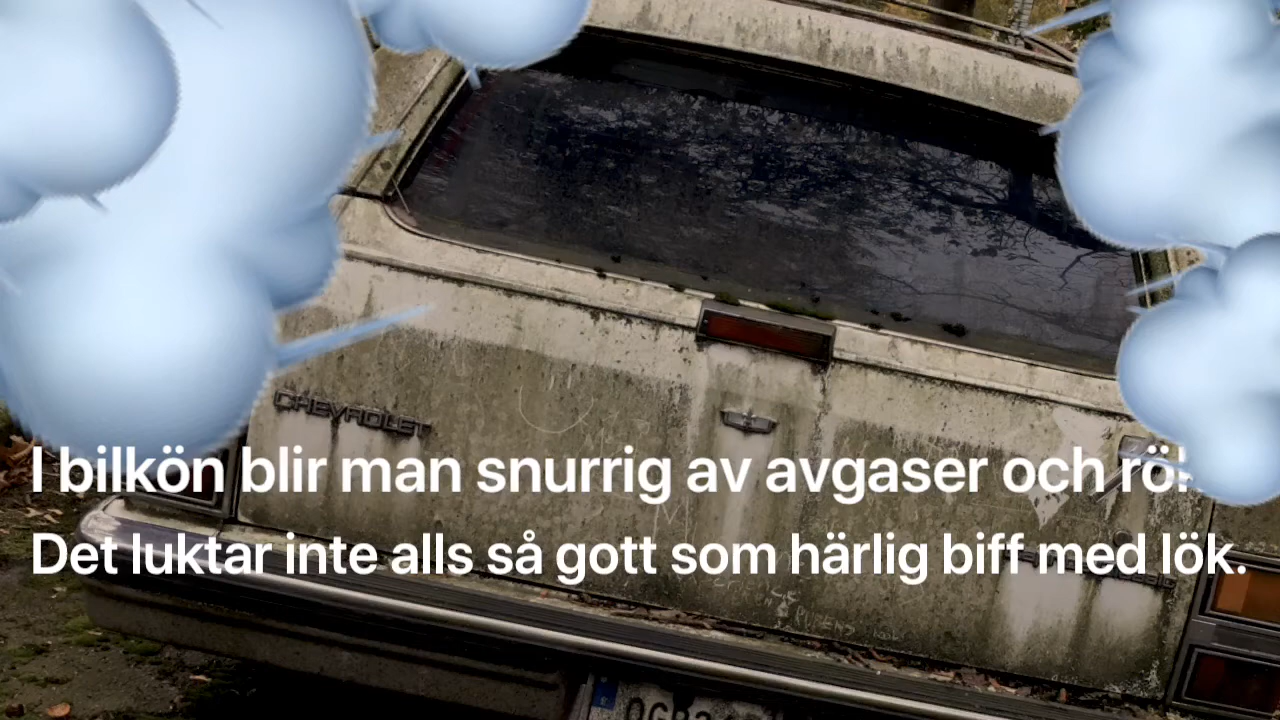 CHEVROLET
I bilkön blir man snurrig av avgaser och
Det luktar inte alls så gott som härlig biff med lök.